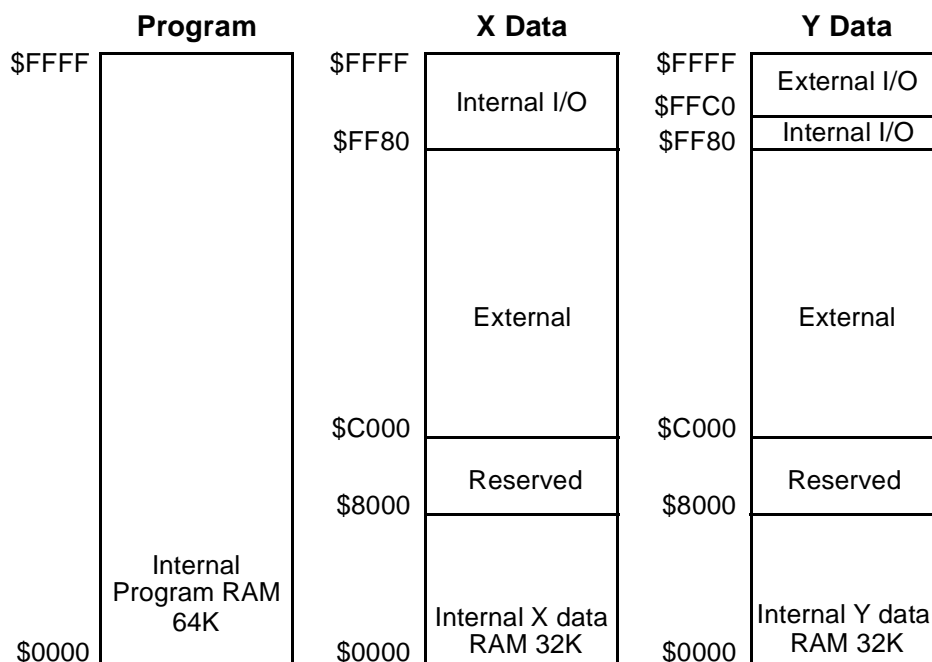 Program
$FFFF
Internal
Program RAM
64K
$0000
X Data
$FFFF
Internal I/O
$FF80
External
$C000
Reserved
$8000
Internal X data
RAM 32K
$0000
Y Data
$FFFF
External I/O
$FFC0
Internal I/O
$FF80
External
$C000
Reserved
$8000
Internal Y data
RAM 32K
$0000